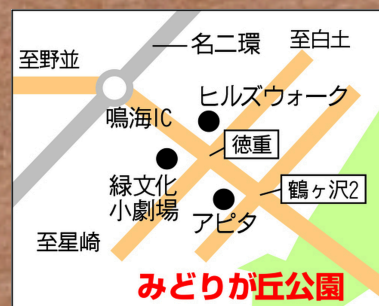 名二環
至白土
至野並
ヒルズウォーク
鳴海IC
徳重
緑文化
小劇場
鶴ヶ沢2
アピタ
至星崎
みどりが丘公園